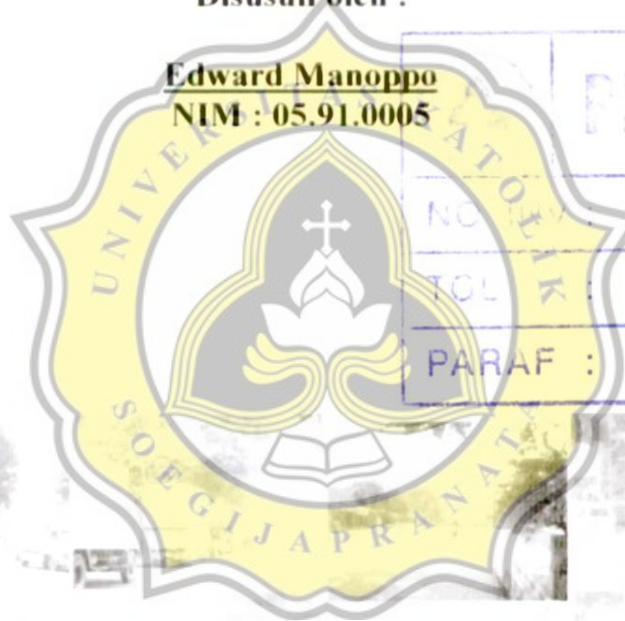 Disusun oleh :
Edward Manoppo
NIM : 05.91.0005
UNIVERSITAS KATOLIK
SOEGIJAPRANATA
PARAF :